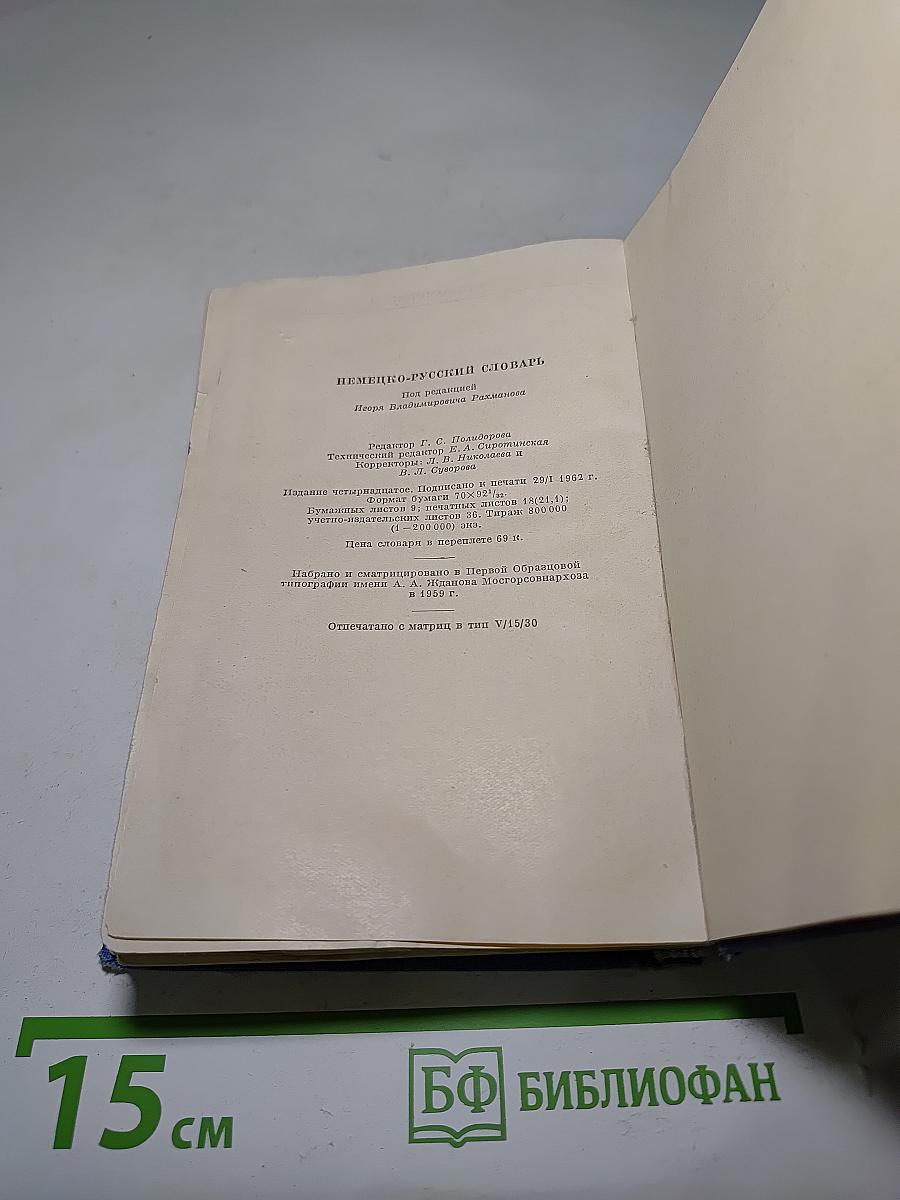 НЕМЕЦКО-РУССКИЙ СЛОВАРЬ
Под редакцией
Игоря Владимировича Рахманова
Редактор Г. С. Полидорова
Технический редактор Е. А. Сиротинская
Корректоры: Л. В. Николаева и
В. Л. Суворова
Издание четырнадцатое. Подписано к печати 29/I 1962 г.
Формат бумаги 70×92¹/₃₂.
Бумажных листов 9; печатных листов 18(21,1);
учетно-издательских листов 36. Тираж 800 000
(1—200 000) экз.
Цена словаря в переплете 69 к.
Набрано и сматрицировано в Первой Образцовой
типографии имени А. А. Жданова Мосгорсовнархоза
в 1959 г.
Отпечатано с матриц в тип V/15/30
15 см
БФ БИБЛИОФАН